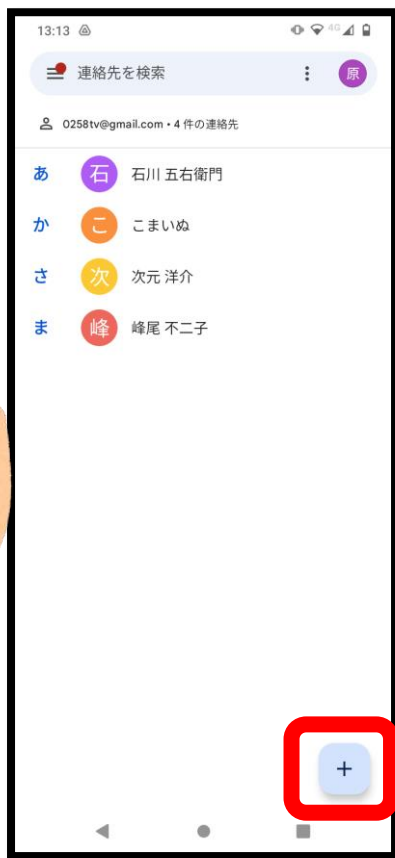 13:13 4G
連絡先を検索 原
0258tv@gmail.com • 4 件の連絡先
あ 石 石川 五右衛門
か こ こまいぬ
さ 次 次元 洋介
ま 峰 峰尾 不二子
+